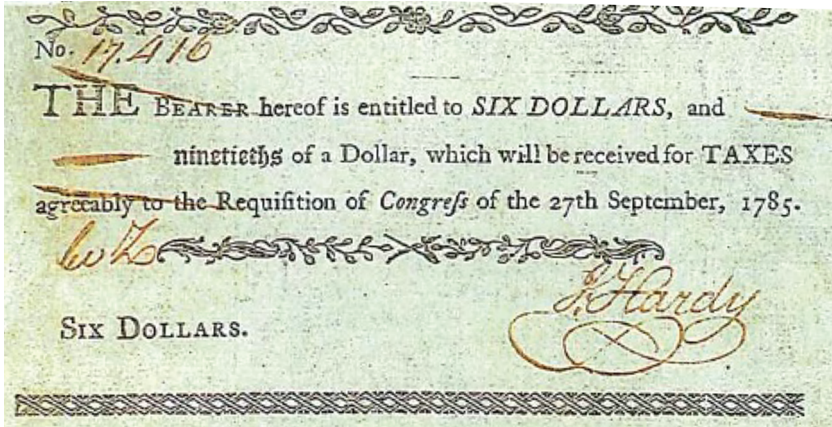 No. 17.416
THE BEARER hereof is entitled to SIX DOLLARS, and
ninetieths of a Dollar, which will be received for TAXES
agreeably to the Requiſition of Congreſs of the 27th September, 1785.
J. Hardy
SIX DOLLARS.